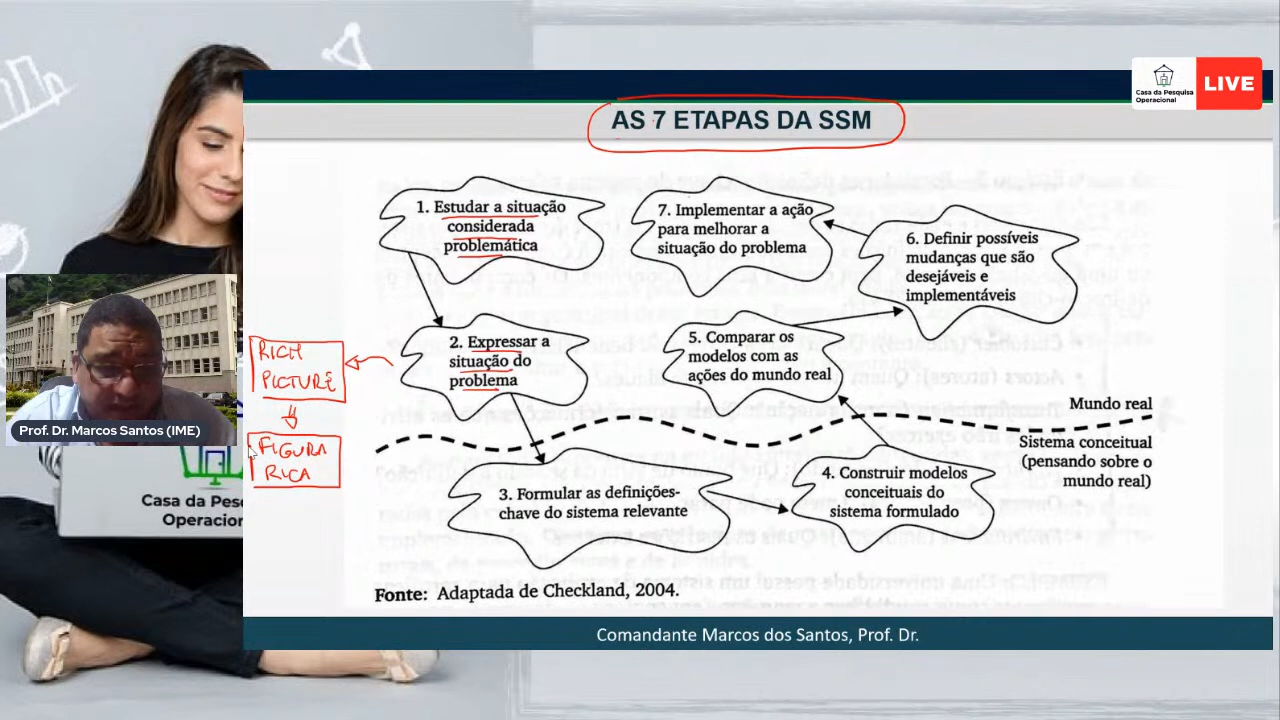 Casa da Pesquisa
Operacional
LIVE
AS 7 ETAPAS DA SSM
1. Estudar a situação
considerada
problemática
7. Implementar a ação
para melhorar a
situação do problema
6. Definir possíveis
mudanças que são
desejáveis e
implementáveis
2. Expressar a
situação do
problema
5. Comparar os
modelos com as
ações do mundo real
RICH
PICTURE
FIGURA
RICA
Mundo real
Sistema conceitual
(pensando sobre o
mundo real)
3. Formular as definições-
chave do sistema relevante
4. Construir modelos
conceituais do
sistema formulado
Fonte: Adaptada de Checkland, 2004.
Prof. Dr. Marcos Santos (IME)
Casa da Pes
Operacion
Comandante Marcos dos Santos, Prof. Dr.